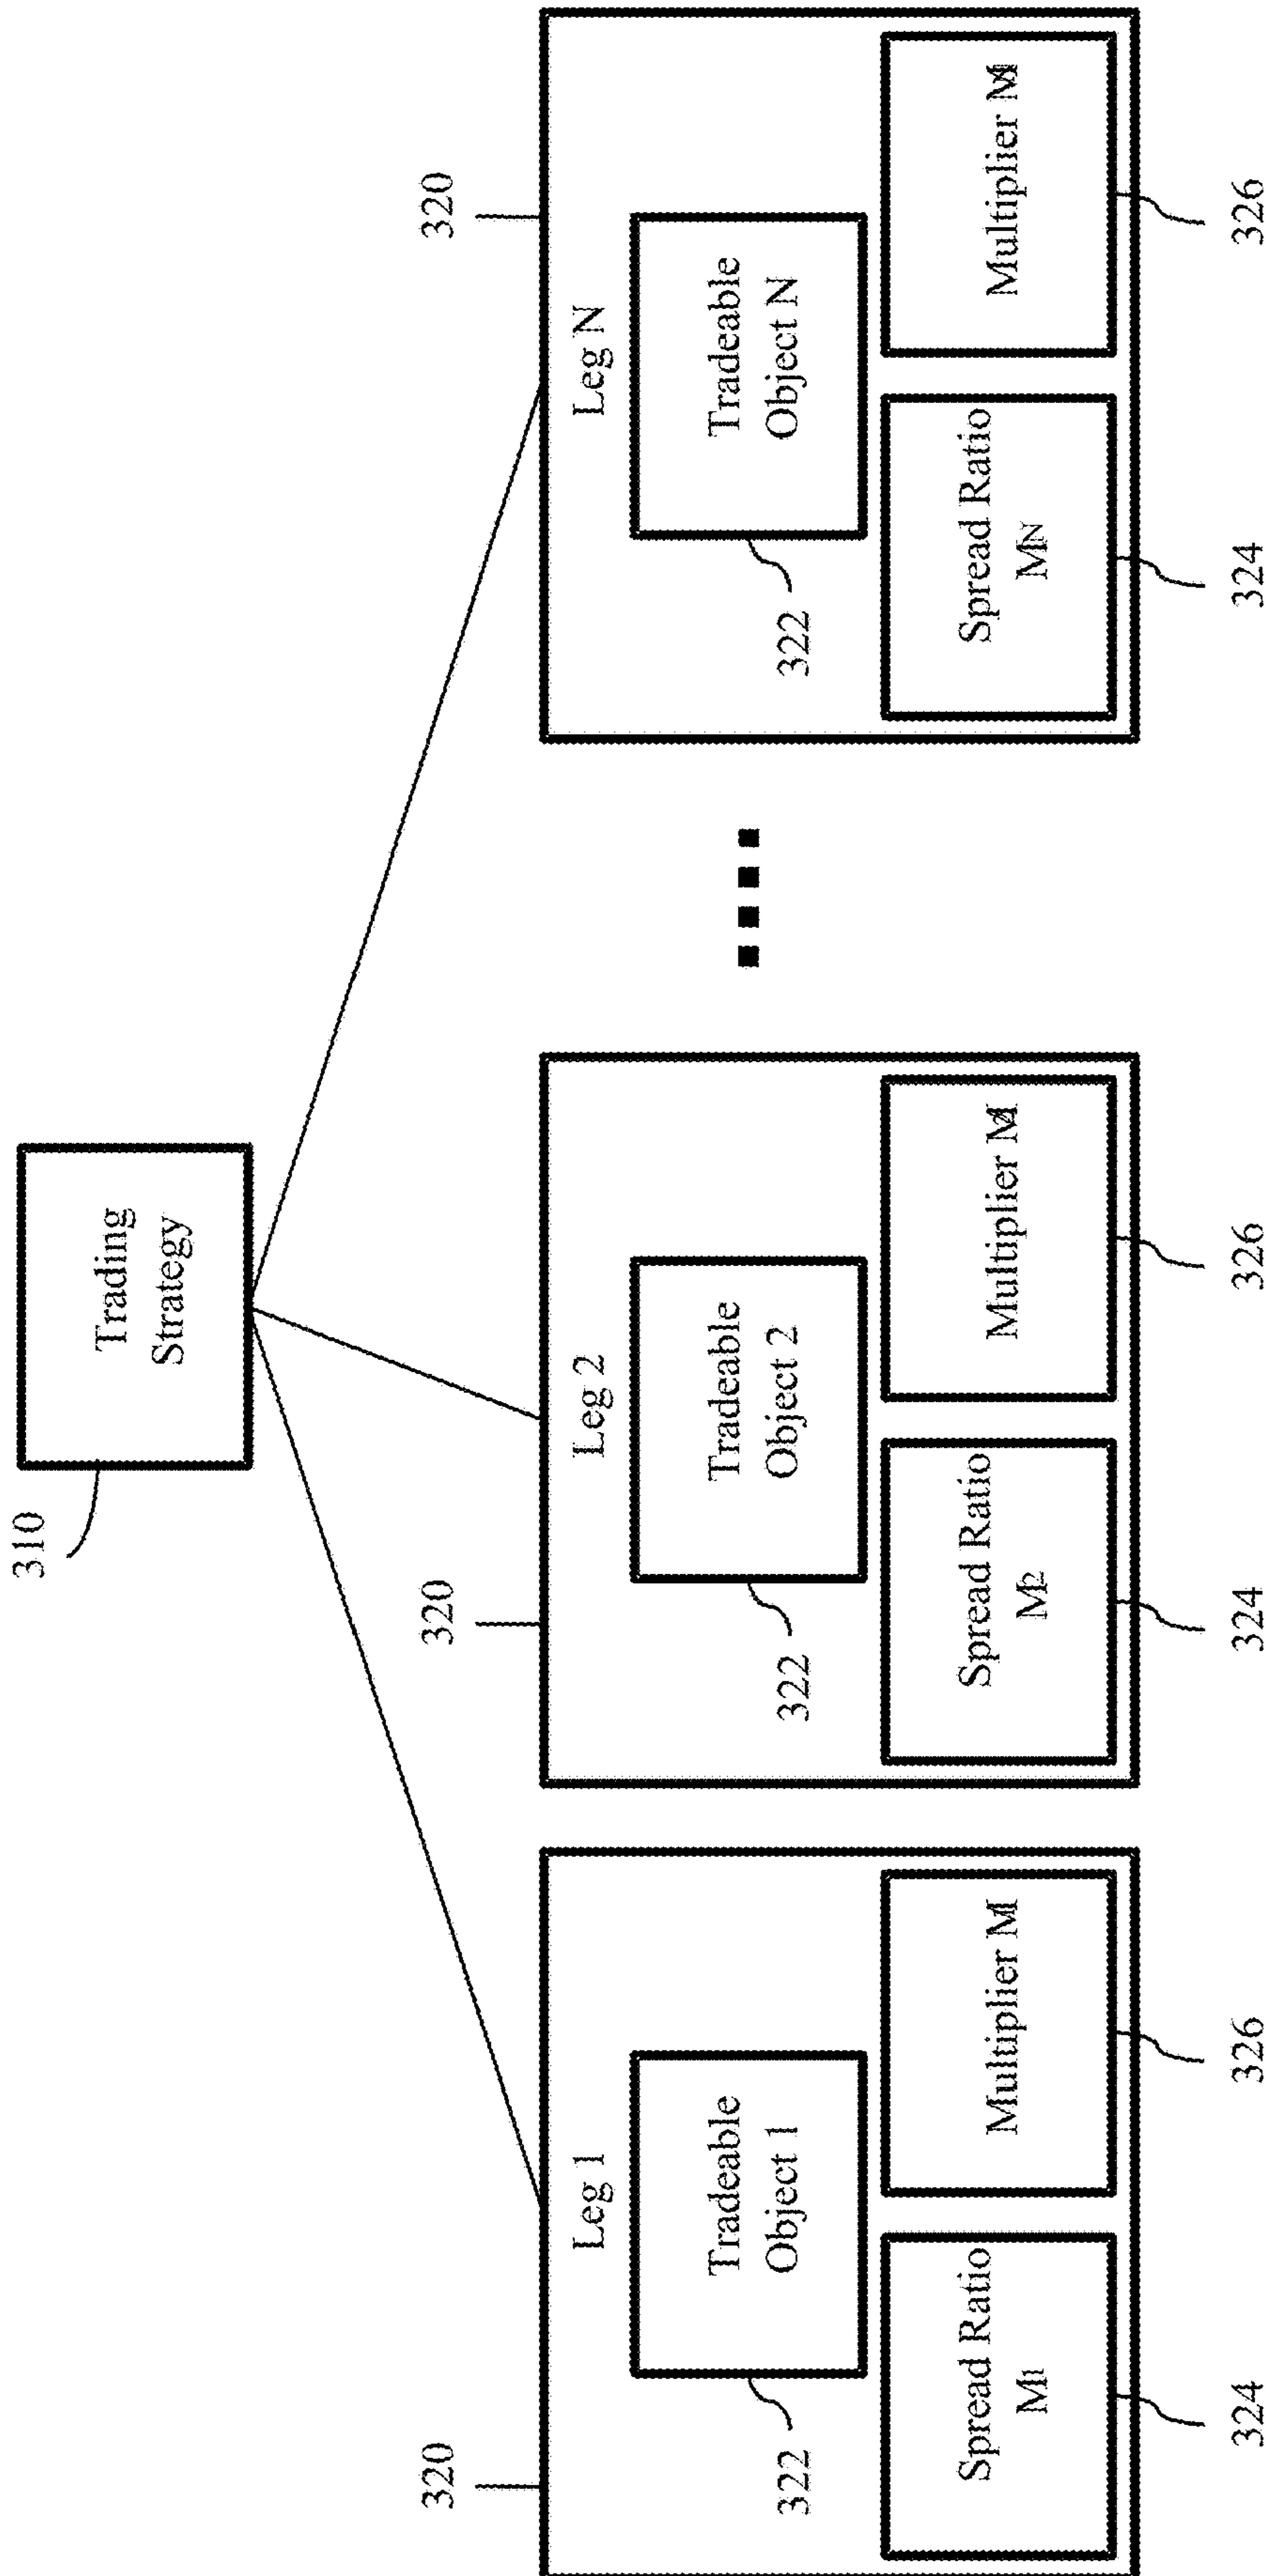 310
Trading
Strategy
320
Leg 1
Tradeable
Object 1
322
Spread Ratio
M1
Multiplier M
324
326
320
Leg 2
Tradeable
Object 2
322
Spread Ratio
M2
Multiplier M
324
326
320
Leg N
Tradeable
Object N
322
Spread Ratio
MN
Multiplier M
324
326